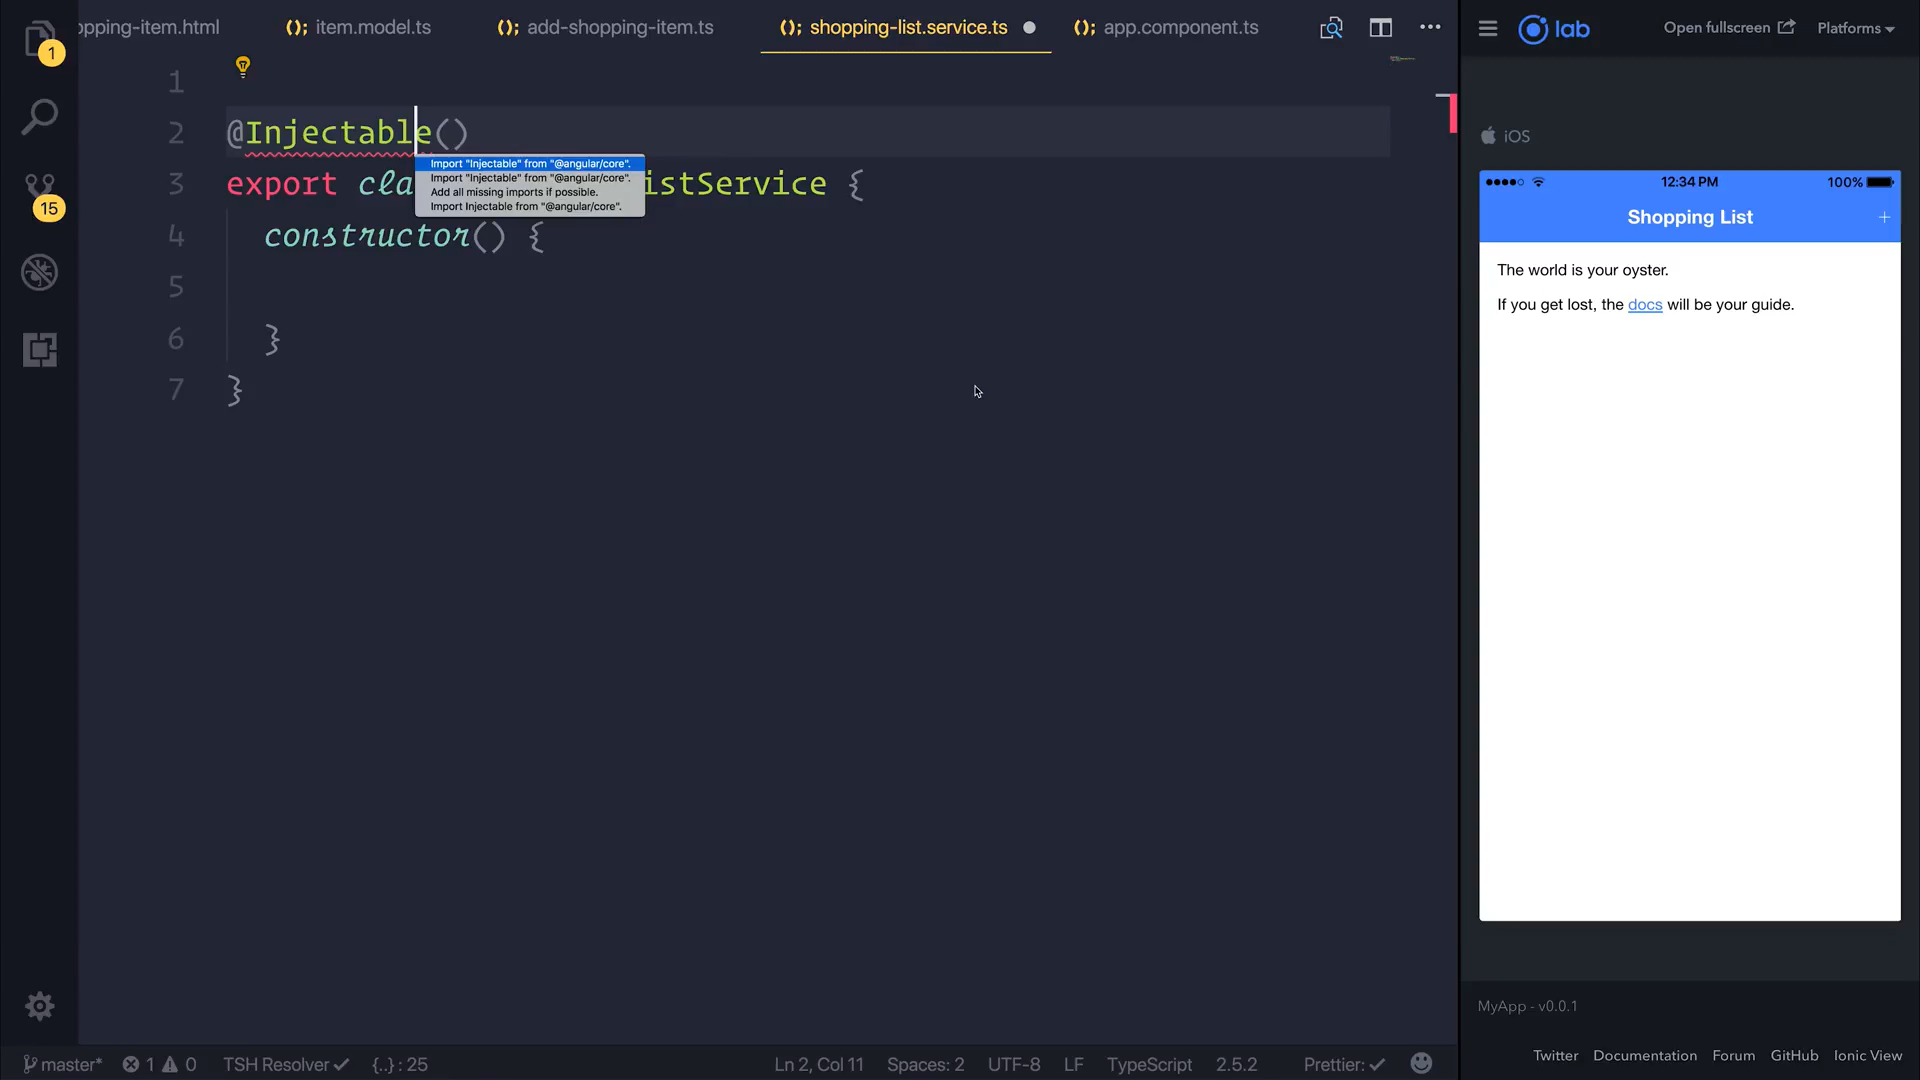 opping-item.html
item.model.ts
add-shopping-item.ts
shopping-list.service.ts
app.component.ts
1
15
1
2 @Injectable()
3 export cla
istService {
4 constructor() {
5
6 }
7 }
Import "Injectable" from "@angular/core".
Import "Injectable" from "@angular/core".
Add all missing imports if possible.
Import Injectable from "@angular/core".
master* 1 0 TSH Resolver {..} : 25 Ln 2, Col 11 Spaces: 2 UTF-8 LF TypeScript 2.5.2 Prettier:
lab
Open fullscreen
Platforms
iOS
12:34 PM
100%
Shopping List
+
The world is your oyster.
If you get lost, the docs will be your guide.
MyApp - v0.0.1
Twitter Documentation Forum GitHub Ionic View